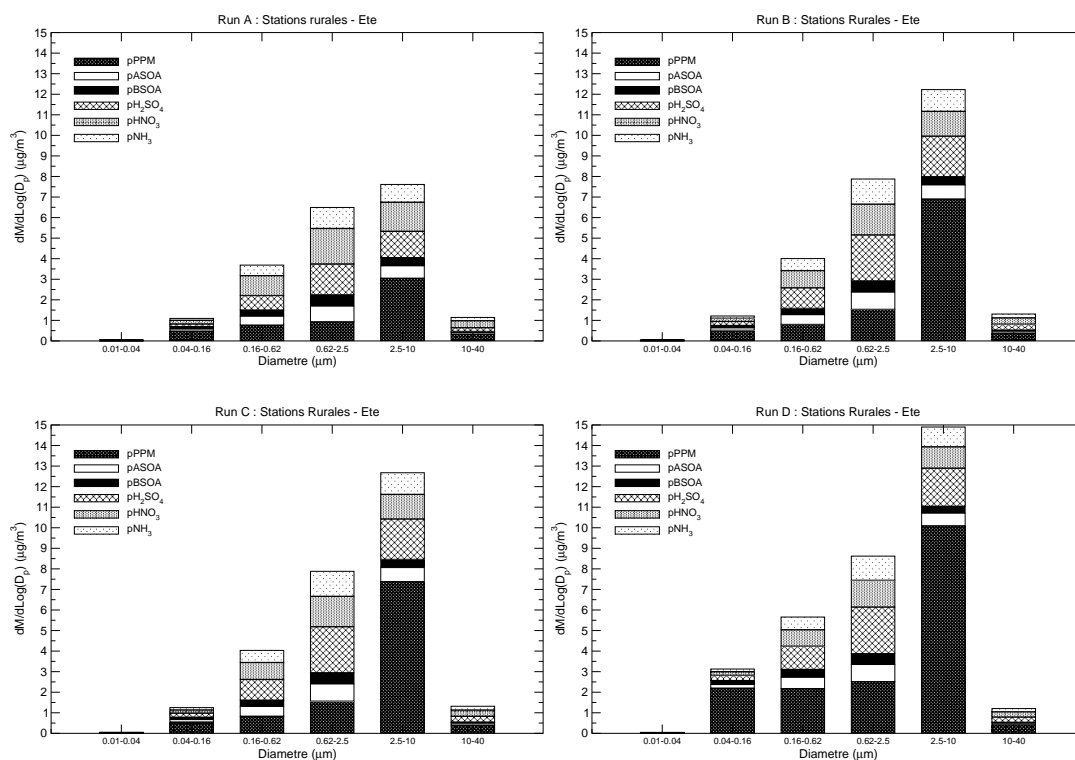 Run A : Stations rurales - Ete
15
14
13
12
11
10
9
8
7
6
5
4
3
2
1
0
dM/dLog(D_p) (μg/m³)
pPPM
pASOA
pBSOA
pH₂SO₄
pHNO₃
pNH₃
0.01-0.04 0.04-0.16 0.16-0.62 0.62-2.5 2.5-10 10-40
Diametre (μm)
Run B : Stations Rurales - Ete
15
14
13
12
11
10
9
8
7
6
5
4
3
2
1
0
dM/dLog(D_p) (μg/m³)
pPPM
pASOA
pBSOA
pH₂SO₄
pHNO₃
pNH₃
0.01-0.04 0.04-0.16 0.16-0.62 0.62-2.5 2.5-10 10-40
Diametre (μm)
Run C : Stations Rurales - Ete
15
14
13
12
11
10
9
8
7
6
5
4
3
2
1
0
dM/dLog(D_p) (μg/m³)
pPPM
pASOA
pBSOA
pH₂SO₄
pHNO₃
pNH₃
0.01-0.04 0.04-0.16 0.16-0.62 0.62-2.5 2.5-10 10-40
Diametre (μm)
Run D : Stations Rurales - Ete
15
14
13
12
11
10
9
8
7
6
5
4
3
2
1
0
dM/dLog(D_p) (μg/m³)
pPPM
pASOA
pBSOA
pH₂SO₄
pHNO₃
pNH₃
0.01-0.04 0.04-0.16 0.16-0.62 0.62-2.5 2.5-10 10-40
Diametre (μm)